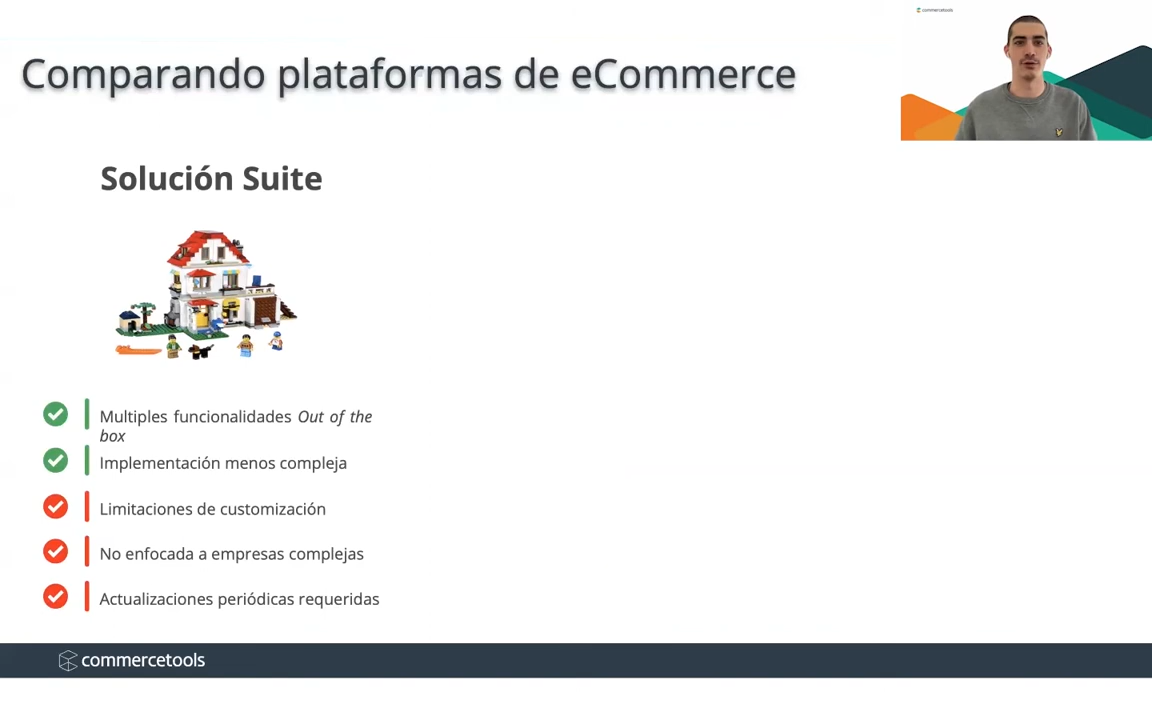 commercetools
Comparando plataformas de eCommerce
Solución Suite
Multiples funcionalidades Out of the
box
Implementación menos compleja
Limitaciones de customización
No enfocada a empresas complejas
Actualizaciones periódicas requeridas
commercetools